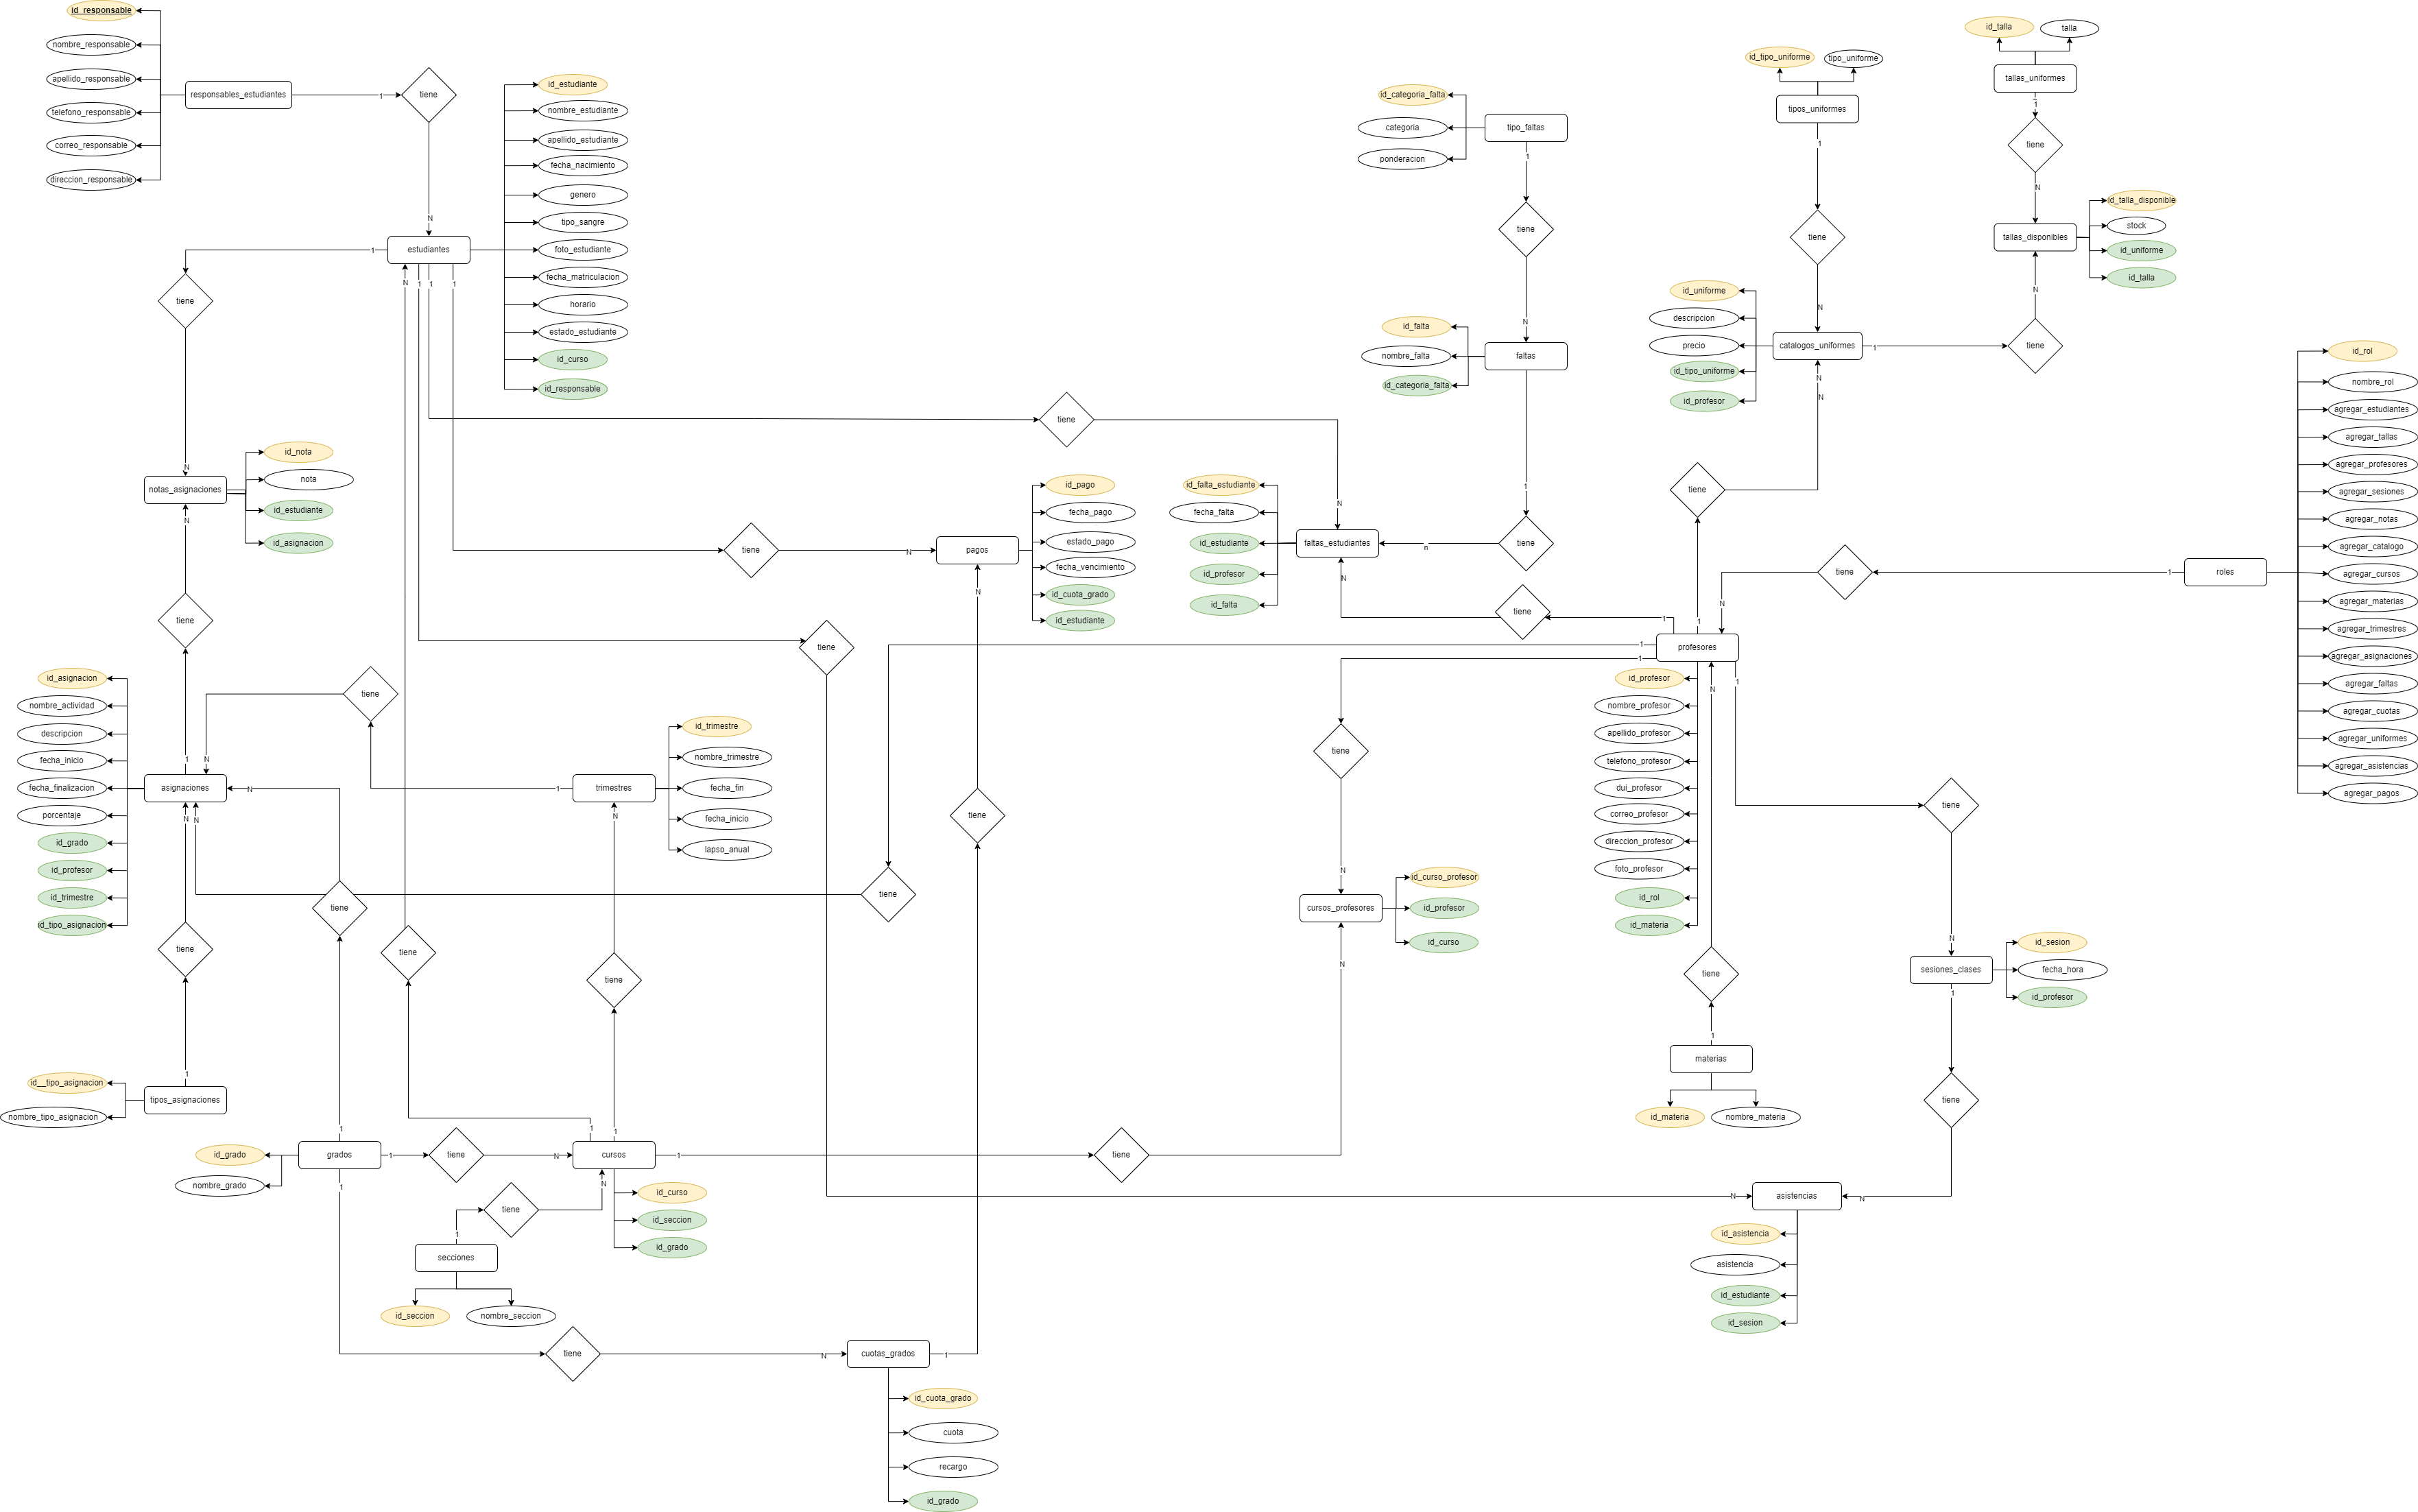 id_responsable
nombre_responsable
apellido_responsable
telefono_responsable
correo_responsable
direccion_responsable
responsables_estudiantes
1
tiene
N
id_estudiante
nombre_estudiante
apellido_estudiante
fecha_nacimiento
genero
tipo_sangre
foto_estudiante
fecha_matriculacion
horario
estado_estudiante
id_curso
id_responsable
estudiantes
1
N
1
1
1
tiene
N
id_nota
nota
id_estudiante
id_asignacion
notas_asignaciones
N
tiene
1
id_categoria_falta
categoria
ponderacion
tipo_faltas
1
tiene
N
id_falta
nombre_falta
id_categoria_falta
faltas
1
tiene
n
id_tipo_uniforme
tipo_uniforme
tipos_uniformes
1
tiene
N
id_talla
talla
tallas_uniformes
1
tiene
N
id_talla_disponible
stock
id_uniforme
id_talla
tallas_disponibles
N
tiene
1
id_uniforme
descripcion
precio
id_tipo_uniforme
id_profesor
catalogos_uniformes
N
N
tiene
1
id_rol
nombre_rol
agregar_estudiantes
agregar_tallas
agregar_profesores
agregar_sesiones
agregar_notas
agregar_catalogo
agregar_cursos
agregar_materias
agregar_trimestres
agregar_asignaciones
agregar_faltas
agregar_cuotas
agregar_uniformes
agregar_asistencias
agregar_pagos
roles
1
tiene
N
tiene
N
id_falta_estudiante
fecha_falta
id_estudiante
id_profesor
id_falta
faltas_estudiantes
N
tiene
1
tiene
N
id_pago
fecha_pago
estado_pago
fecha_vencimiento
id_cuota_grado
id_estudiante
pagos
N
tiene
1
tiene
N
profesores
1
1
1
N
id_profesor
nombre_profesor
apellido_profesor
telefono_profesor
dui_profesor
correo_profesor
direccion_profesor
foto_profesor
id_rol
id_materia
tiene
1
materias
id_materia
nombre_materia
tiene
N
id_sesion
fecha_hora
id_profesor
sesiones_clases
1
tiene
N
asistencias
id_asistencia
asistencia
id_estudiante
id_sesion
tiene
N
id_curso_profesor
id_profesor
id_curso
cursos_profesores
N
tiene
1
id_asignacion
nombre_actividad
descripcion
fecha_inicio
fecha_finalizacion
porcentaje
id_grado
id_profesor
id_trimestre
id_tipo_asignacion
asignaciones
N
N
N
N
tiene
tiene
tiene
tiene
1
id_trimestre
nombre_trimestre
fecha_fin
fecha_inicio
lapso_anual
trimestres
1
N
tiene
1
tiene
1
id__tipo_asignacion
nombre_tipo_asignacion
tipos_asignaciones
1
id_grado
nombre_grado
grados
1
1
tiene
N
cursos
id_curso
id_seccion
id_grado
N
tiene
1
secciones
id_seccion
nombre_seccion
tiene
N
cuotas_grados
id_cuota_grado
cuota
recargo
id_grado